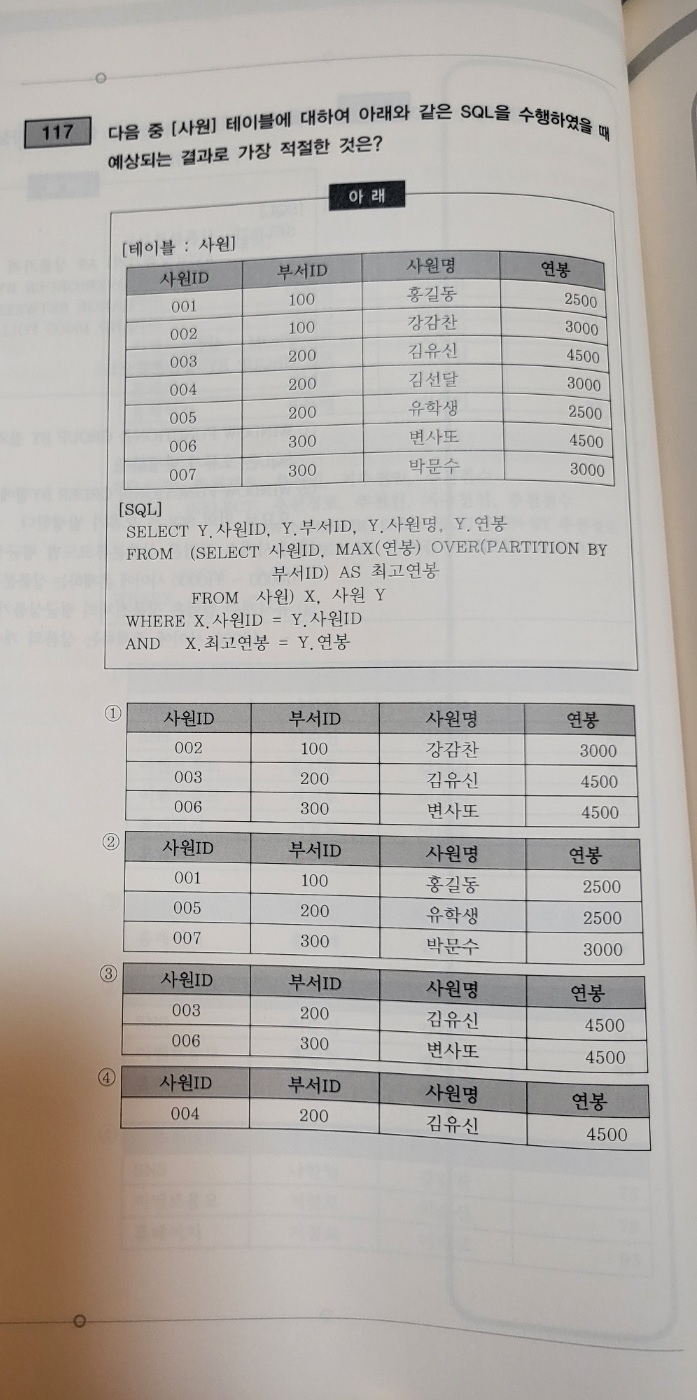 117 다음 중 [사원] 테이블에 대하여 아래와 같은 SQL을 수행하였을 때
예상되는 결과로 가장 적절한 것은?
아 래
[테이블 : 사원]
사원ID 부서ID 사원명 연봉
001 100 홍길동 2500
002 100 강감찬 3000
003 200 김유신 4500
004 200 김선달 3000
005 200 유학생 2500
006 300 변사또 4500
007 300 박문수 3000
[SQL]
SELECT Y.사원ID, Y.부서ID, Y.사원명, Y.연봉
FROM (SELECT 사원ID, MAX(연봉) OVER(PARTITION BY
부서ID) AS 최고연봉
FROM 사원) X, 사원 Y
WHERE X.사원ID = Y.사원ID
AND X.최고연봉 = Y.연봉
① 사원ID 부서ID 사원명 연봉
002 100 강감찬 3000
003 200 김유신 4500
006 300 변사또 4500
② 사원ID 부서ID 사원명 연봉
001 100 홍길동 2500
005 200 유학생 2500
007 300 박문수 3000
③ 사원ID 부서ID 사원명 연봉
003 200 김유신 4500
006 300 변사또 4500
④ 사원ID 부서ID 사원명 연봉
004 200 김유신 4500